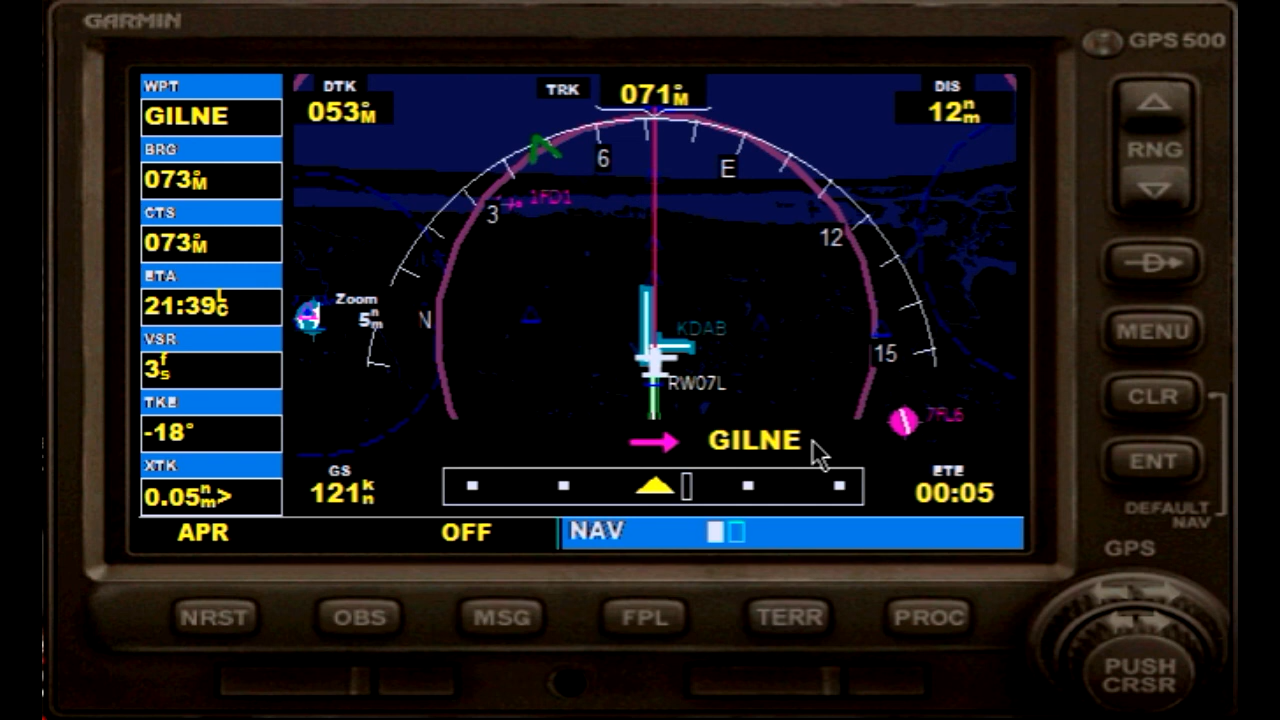 GARMIN
GPS 500
WPT
GILNE
BRG
073°M
CTS
073°M
ETA
21:39LC
VSR
3fs
TKE
-18°
XTK
0.05nm>
DTK
053°M
TRK
071°M
DIS
12nm
6
E
3
1FD1
12
Zoom
5nm
N
KDAB
15
RW07L
7FL6
GILNE
GS
121kn
ETE
00:05
APR
OFF
NAV
RNG
D
MENU
CLR
ENT
DEFAULT
NAV
GPS
NRST
OBS
MSG
FPL
TERR
PROC
PUSH
CRSR